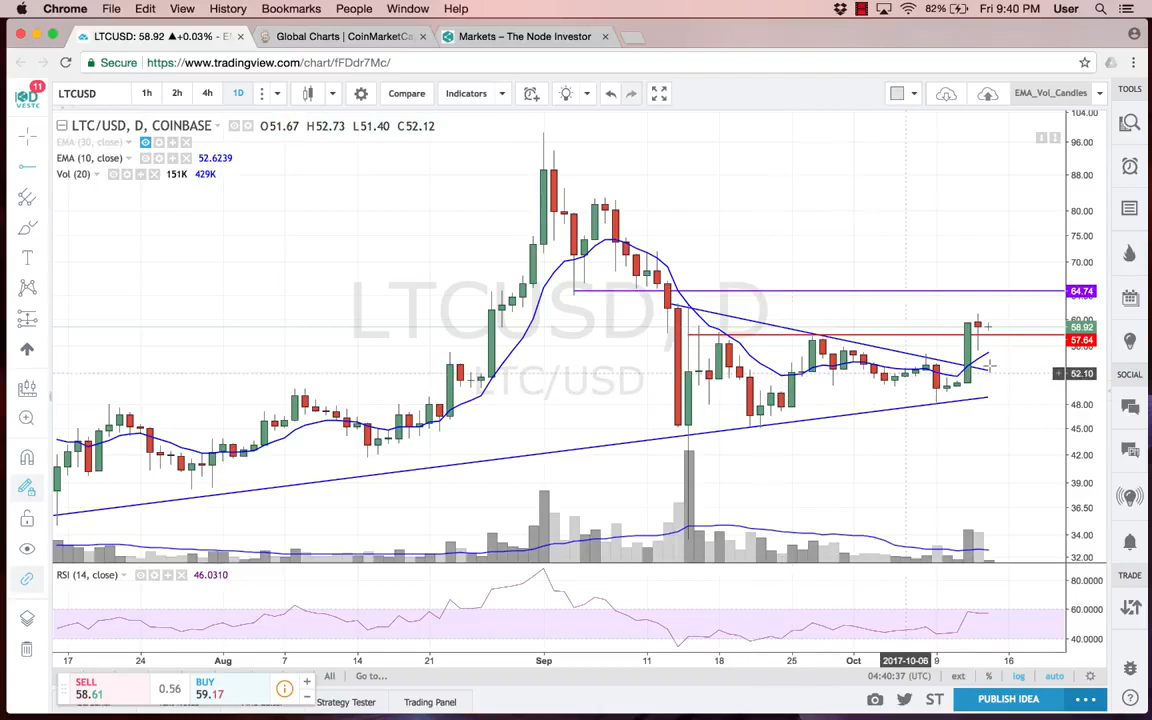 Chrome File Edit View History Bookmarks People Window Help 82% Fri 9:40 PM User
LTCUSD: 58.92 ▲+0.03% – E
Global Charts | CoinMarketCa
Markets – The Node Investor
Secure https://www.tradingview.com/chart/fFDdr7Mc/
11
VESTC
LTCUSD 1h 2h 4h 1D Compare Indicators EMA_Vol_Candles TOOLS
LTC/USD, D, COINBASE O51.67 H52.73 L51.40 C52.12
EMA (30, close)
EMA (10, close) 52.6239
Vol (20) 151K 429K
LTCUSD, D
LTC/USD
104.00
96.00
88.00
80.00
75.00
70.00
64.74
60.00
58.92
57.64
52.10
48.00
45.00
42.00
39.00
36.50
34.00
32.00
SOCIAL
TRADE
RSI (14, close) 46.0310
80.0000
60.0000
40.0000
17 24 Aug 7 14 21 Sep 11 18 25 Oct 2017-10-06 9 16
All Go to... 04:40:37 (UTC) ext % log auto
SELL
58.61
0.56
BUY
59.17
Strategy Tester Trading Panel ST PUBLISH IDEA